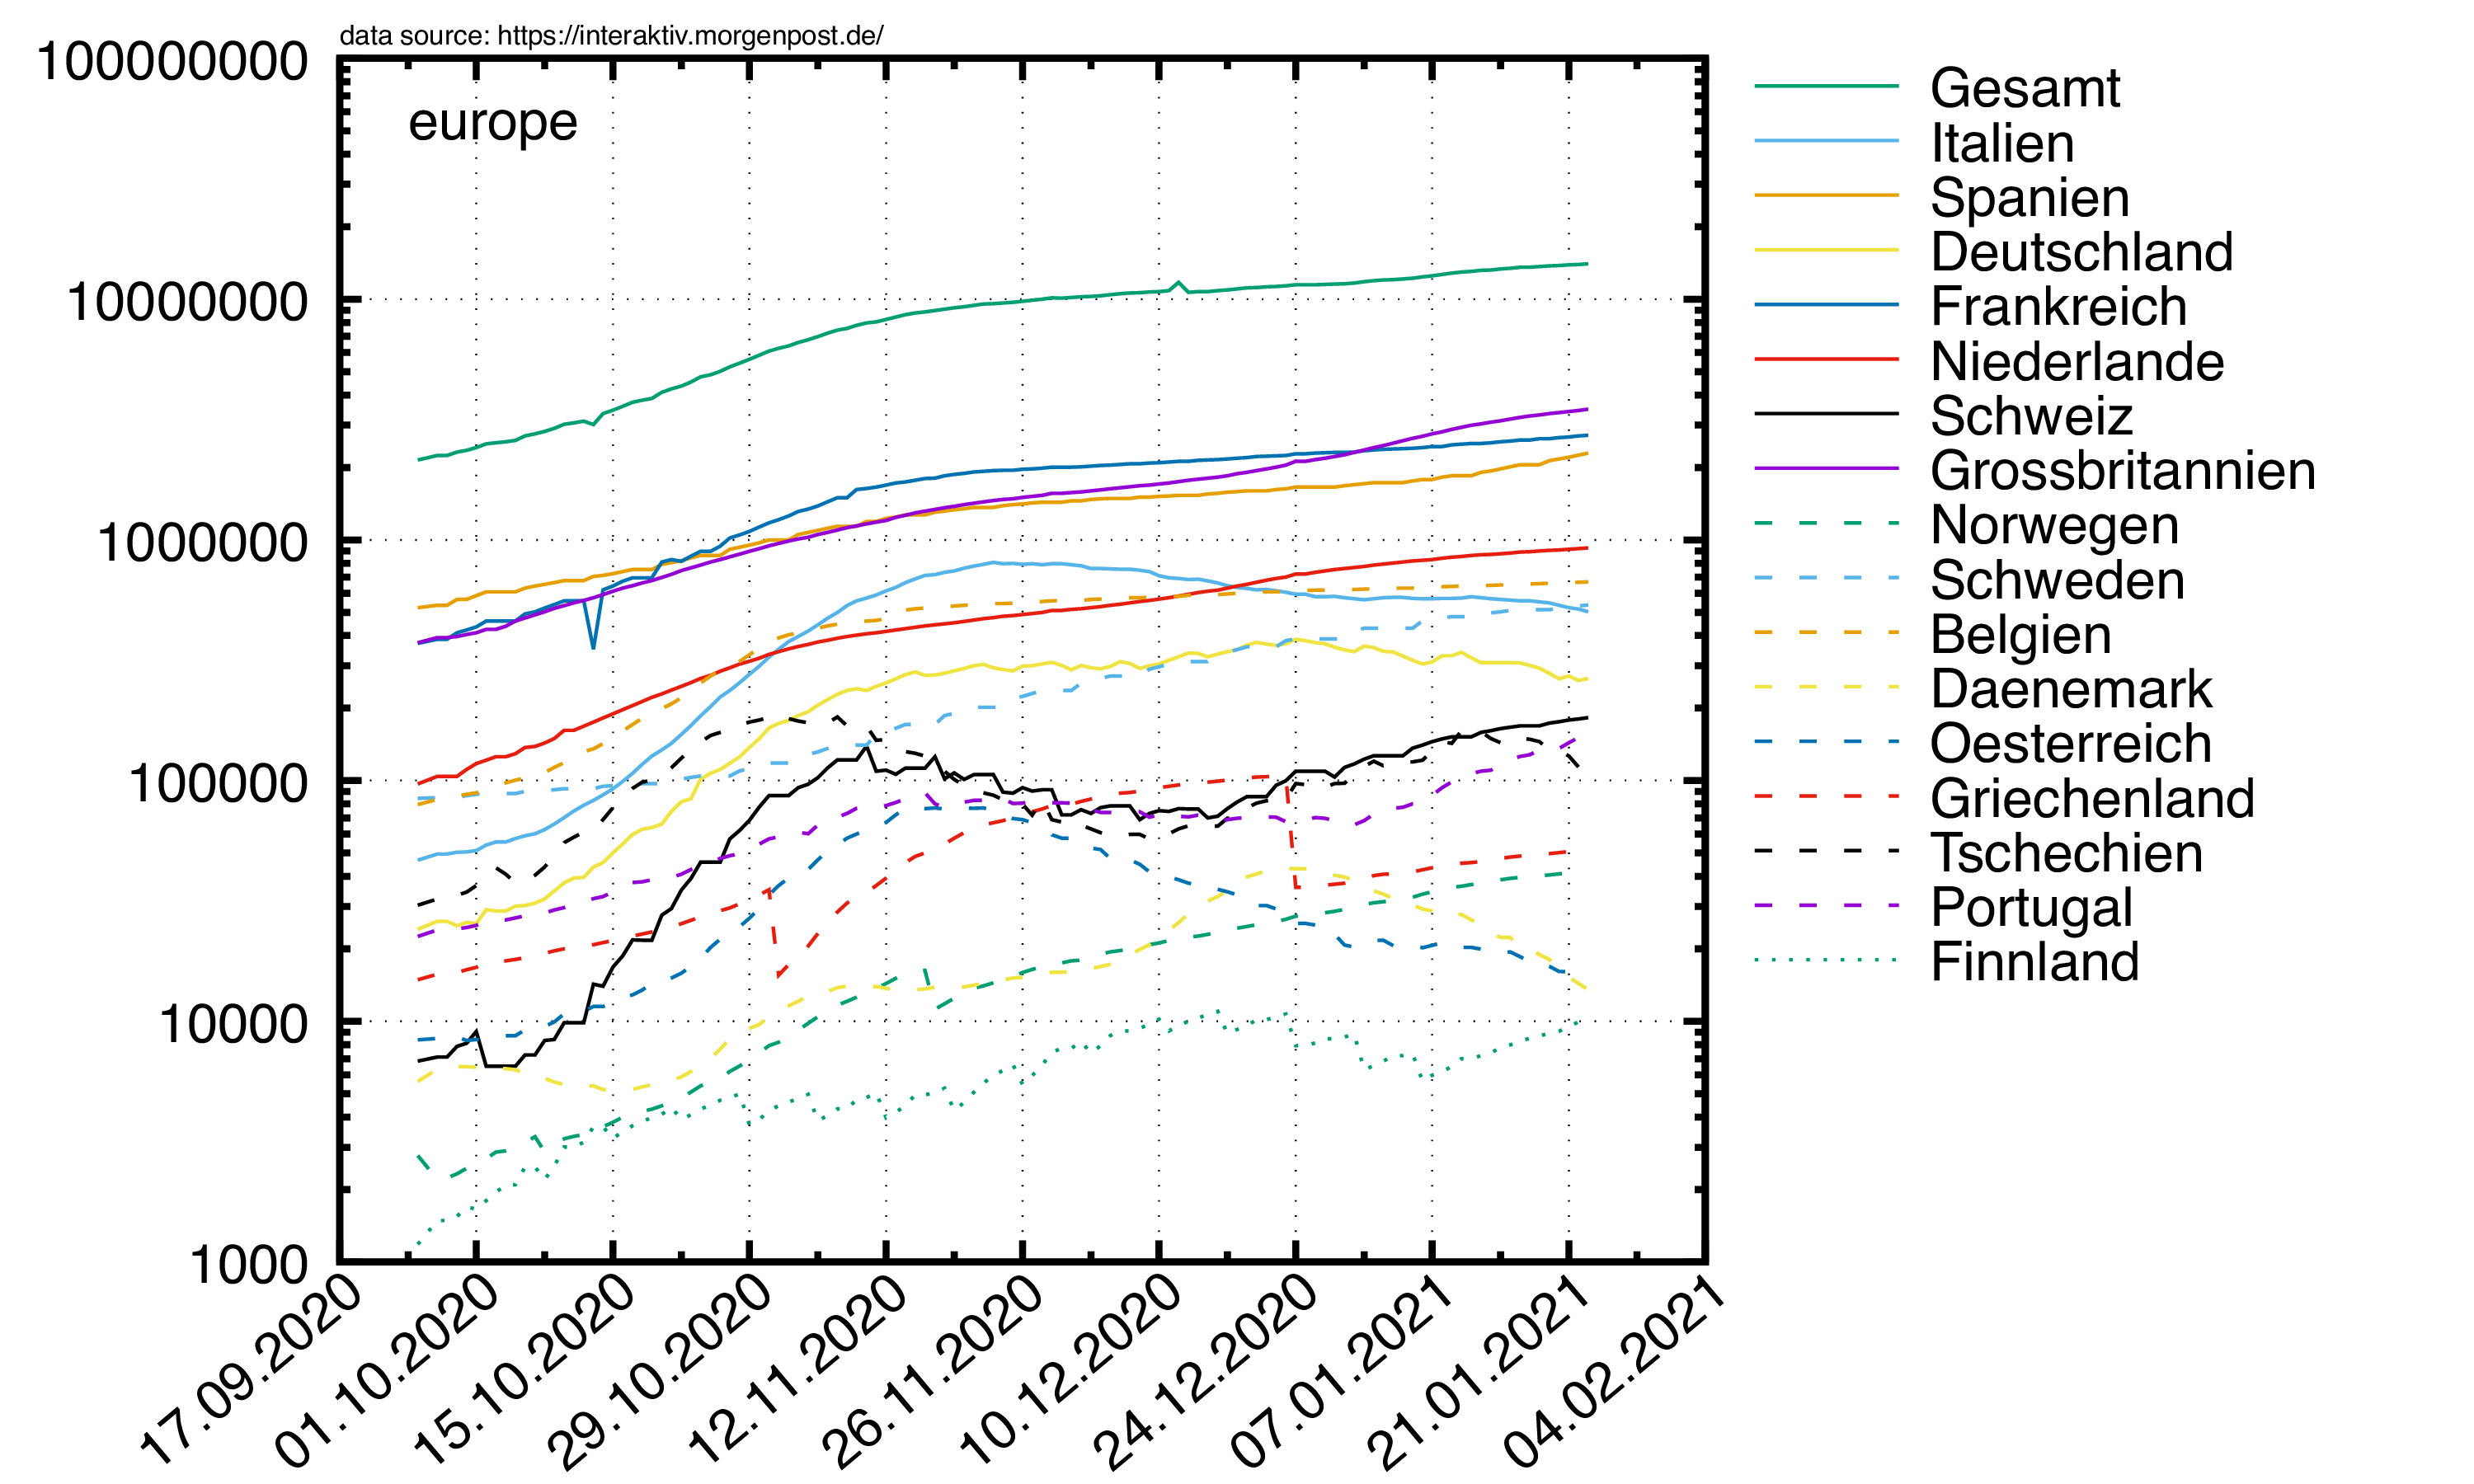 data source: https://interaktiv.morgenpost.de/
europe
100000000
10000000
1000000
100000
10000
1000
17.09.2020
01.10.2020
15.10.2020
29.10.2020
12.11.2020
26.11.2020
10.12.2020
24.12.2020
07.01.2021
21.01.2021
04.02.2021
Gesamt
Italien
Spanien
Deutschland
Frankreich
Niederlande
Schweiz
Grossbritannien
Norwegen
Schweden
Belgien
Daenemark
Oesterreich
Griechenland
Tschechien
Portugal
Finnland